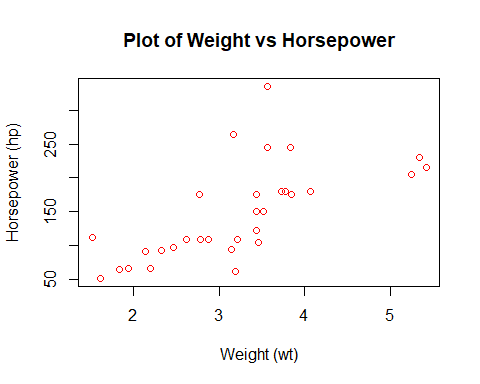 Plot of Weight vs Horsepower
Horsepower (hp)
250
150
50
2 3 4 5
Weight (wt)